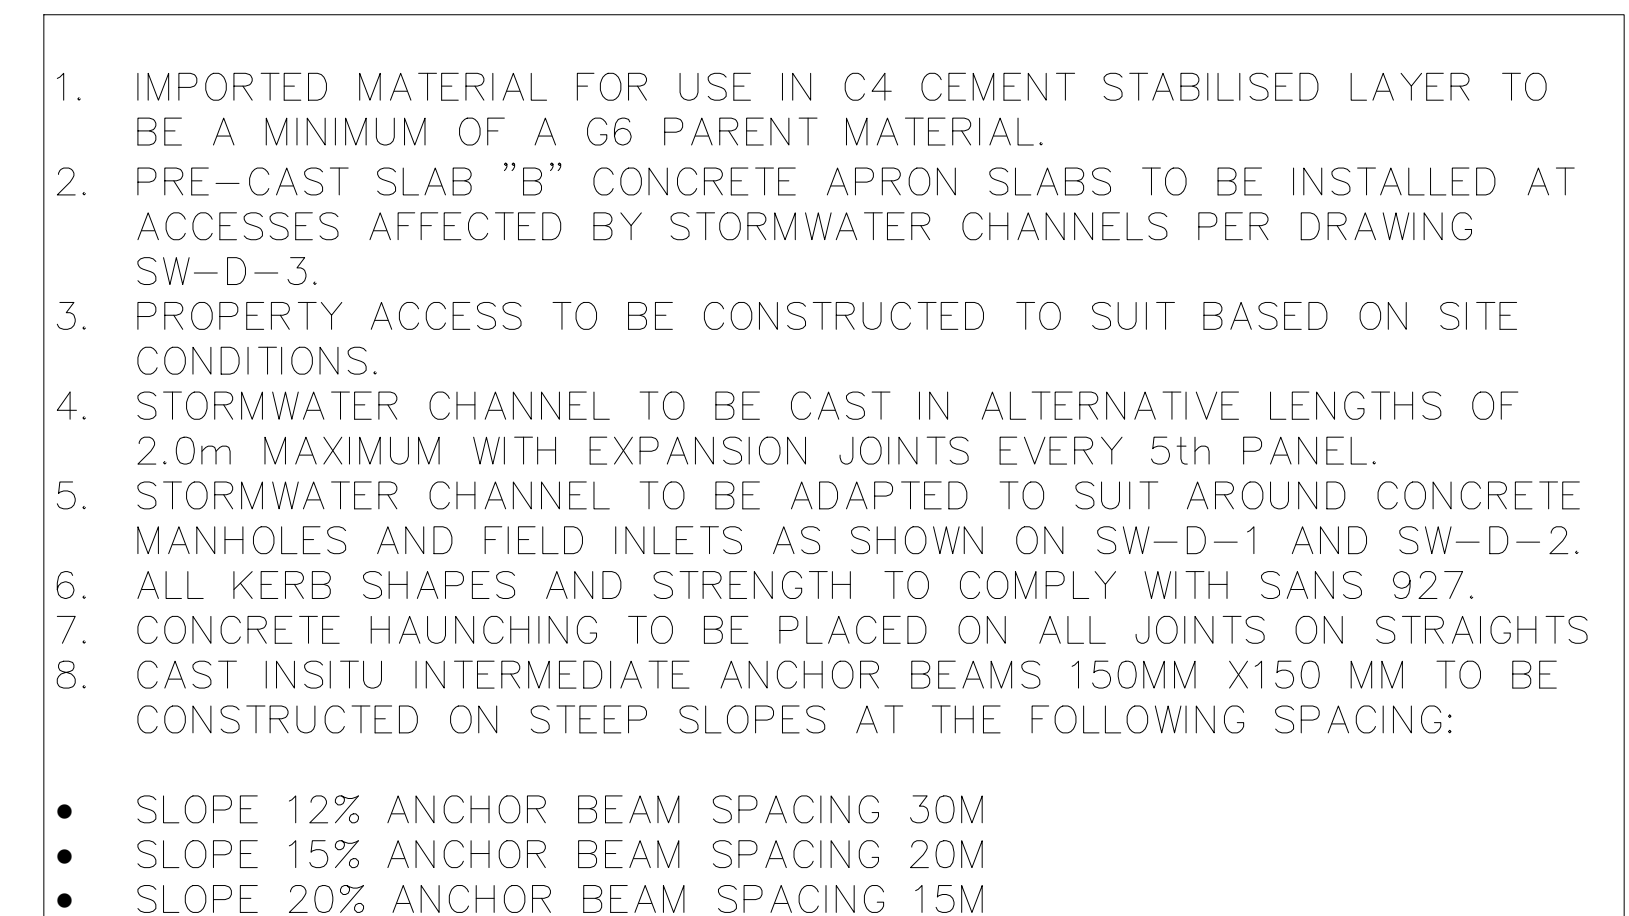 1. IMPORTED MATERIAL FOR USE IN C4 CEMENT STABILISED LAYER TO
BE A MINIMUM OF A G6 PARENT MATERIAL.
2. PRE-CAST SLAB "B" CONCRETE APRON SLABS TO BE INSTALLED AT
ACCESSES AFFECTED BY STORMWATER CHANNELS PER DRAWING
SW-D-3.
3. PROPERTY ACCESS TO BE CONSTRUCTED TO SUIT BASED ON SITE
CONDITIONS.
4. STORMWATER CHANNEL TO BE CAST IN ALTERNATIVE LENGTHS OF
2.0m MAXIMUM WITH EXPANSION JOINTS EVERY 5th PANEL.
5. STORMWATER CHANNEL TO BE ADAPTED TO SUIT AROUND CONCRETE
MANHOLES AND FIELD INLETS AS SHOWN ON SW-D-1 AND SW-D-2.
6. ALL KERB SHAPES AND STRENGTH TO COMPLY WITH SANS 927.
7. CONCRETE HAUNCHING TO BE PLACED ON ALL JOINTS ON STRAIGHTS
8. CAST INSITU INTERMEDIATE ANCHOR BEAMS 150MM X150 MM TO BE
CONSTRUCTED ON STEEP SLOPES AT THE FOLLOWING SPACING:
• SLOPE 12% ANCHOR BEAM SPACING 30M
• SLOPE 15% ANCHOR BEAM SPACING 20M
• SLOPE 20% ANCHOR BEAM SPACING 15M